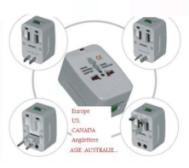 Europe
US,
CANADA
Angleterre
ASIE AUSTRALIE..